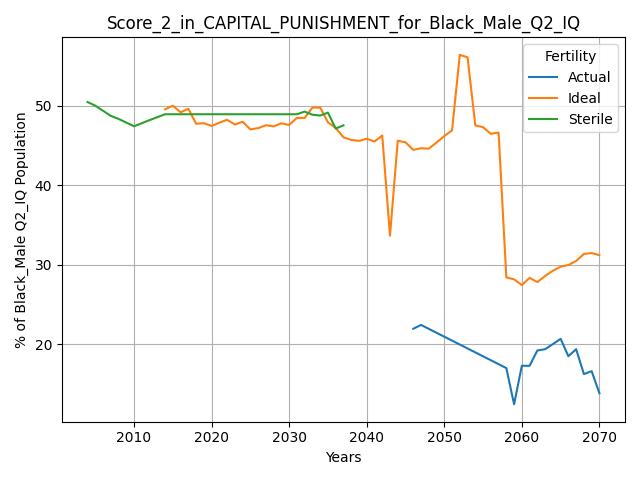 Score_2_in_CAPITAL_PUNISHMENT_for_Black_Male_Q2_IQ
Fertility
Actual
Ideal
Sterile
% of Black_Male Q2_IQ Population
50
40
30
20
2010 2020 2030 2040 2050 2060 2070
Years